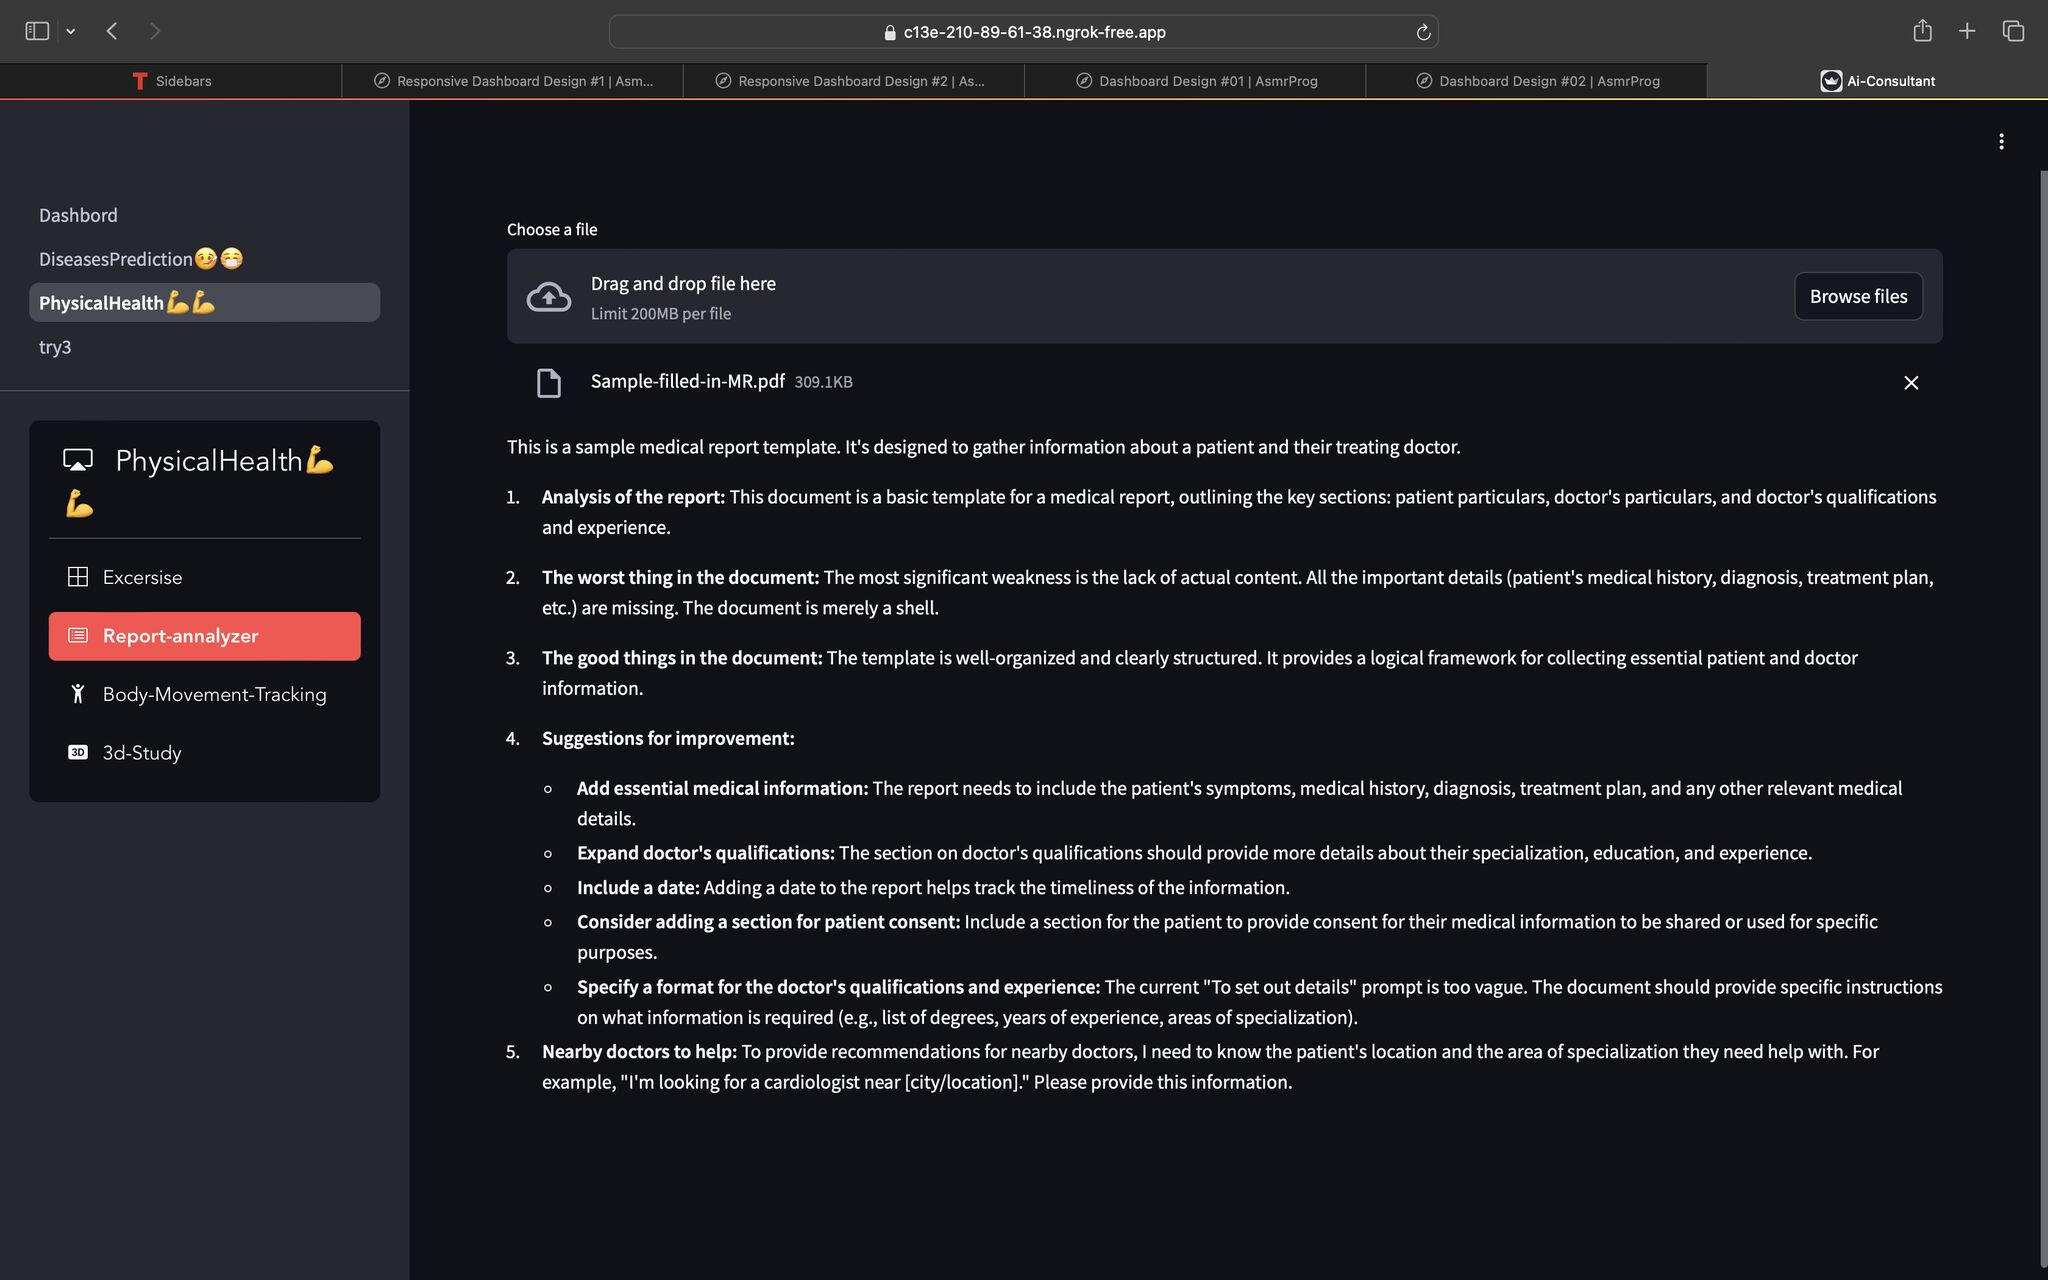 c13e-210-89-61-38.ngrok-free.app
Sidebars
Responsive Dashboard Design #1 | Asm...
Responsive Dashboard Design #2 | As...
Dashboard Design #01 | AsmrProg
Dashboard Design #02 | AsmrProg
Ai-Consultant
Dashbord
DiseasesPrediction🤒😷
PhysicalHealth💪💪
try3
PhysicalHealth💪
💪
Excersise
Report-annalyzer
Body-Movement-Tracking
3D 3d-Study
Choose a file
Drag and drop file here
Limit 200MB per file
Browse files
Sample-filled-in-MR.pdf 309.1KB
This is a sample medical report template. It's designed to gather information about a patient and their treating doctor.
1. Analysis of the report: This document is a basic template for a medical report, outlining the key sections: patient particulars, doctor's particulars, and doctor's qualifications
and experience.
2. The worst thing in the document: The most significant weakness is the lack of actual content. All the important details (patient's medical history, diagnosis, treatment plan,
etc.) are missing. The document is merely a shell.
3. The good things in the document: The template is well-organized and clearly structured. It provides a logical framework for collecting essential patient and doctor
information.
4. Suggestions for improvement:
Add essential medical information: The report needs to include the patient's symptoms, medical history, diagnosis, treatment plan, and any other relevant medical
details.
Expand doctor's qualifications: The section on doctor's qualifications should provide more details about their specialization, education, and experience.
Include a date: Adding a date to the report helps track the timeliness of the information.
Consider adding a section for patient consent: Include a section for the patient to provide consent for their medical information to be shared or used for specific
purposes.
Specify a format for the doctor's qualifications and experience: The current "To set out details" prompt is too vague. The document should provide specific instructions
on what information is required (e.g., list of degrees, years of experience, areas of specialization).
5. Nearby doctors to help: To provide recommendations for nearby doctors, I need to know the patient's location and the area of specialization they need help with. For
example, "I'm looking for a cardiologist near [city/location]." Please provide this information.